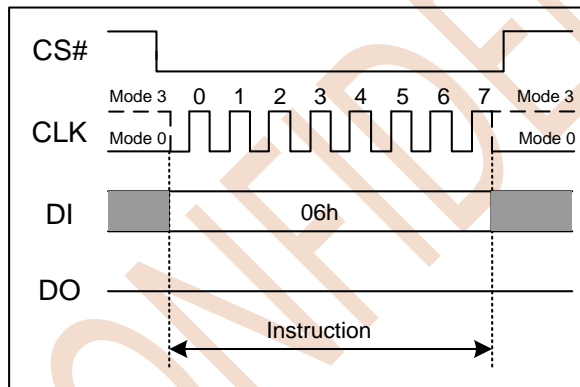 CS#
Mode 3 0 1 2 3 4 5 6 7 Mode 3
CLK
Mode 0 Mode 0
DI 06h
DO
Instruction